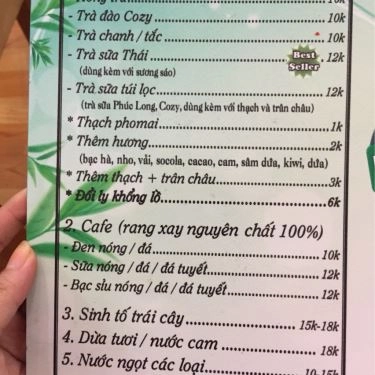 - Trà đào Cozy 10k
- Trà chanh / tắc 10k
- Trà sữa Thái 12k
Best Seller
(dùng kèm với sương sáo)
- Trà sữa túi lọc 12k
(trà sữa Phúc Long, Cozy, dùng kèm với thạch và trân châu)
* Thạch phomai 1k
* Thêm hương 2k
(bạc hà, nho, vải, socola, cacao, cam, sâm dứa, kiwi, dứa)
* Thêm thạch + trân châu 3k
* Đổi ly khổng lồ 6k
2. Cafe (rang xay nguyên chất 100%)
- Đen nóng / đá 10k
- Sữa nóng / đá / đá tuyết 12k
- Bạc sỉu nóng / đá / đá tuyết 12k
3. Sinh tố trái cây 15k-18k
4. Dừa tươi / nước cam 18k
5. Nước ngọt các loại 10-15k